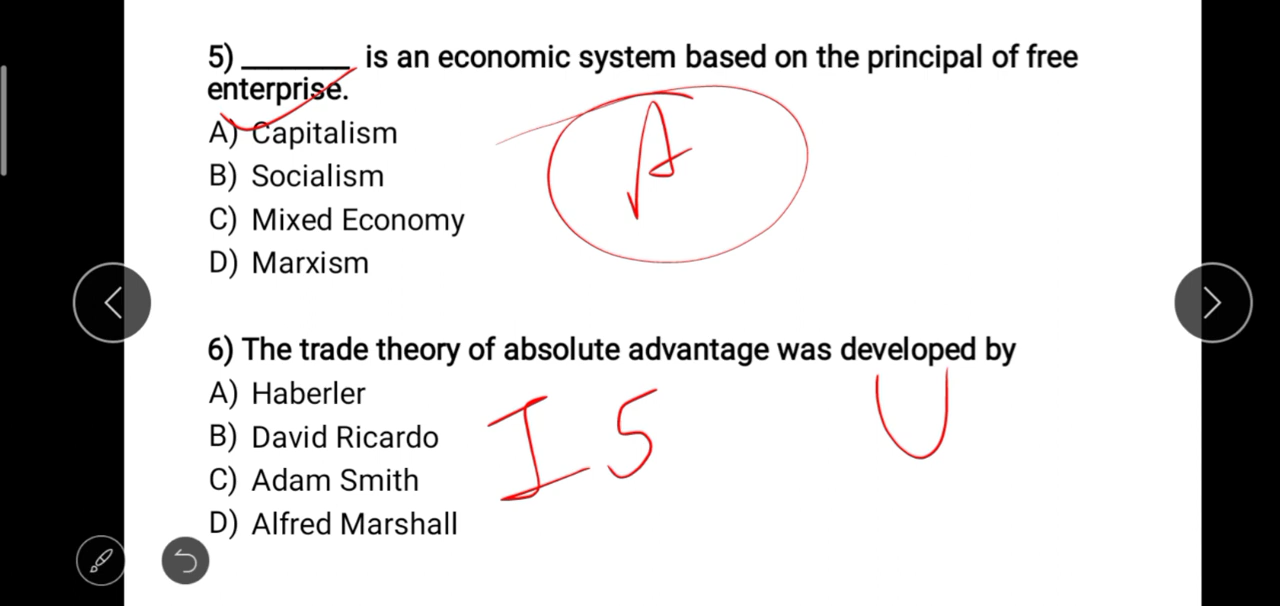 5) ________ is an economic system based on the principal of free
enterprise.
A) Capitalism
A
B) Socialism
C) Mixed Economy
D) Marxism
6) The trade theory of absolute advantage was developed by
A) Haberler
B) David Ricardo
I 5 U
C) Adam Smith
D) Alfred Marshall